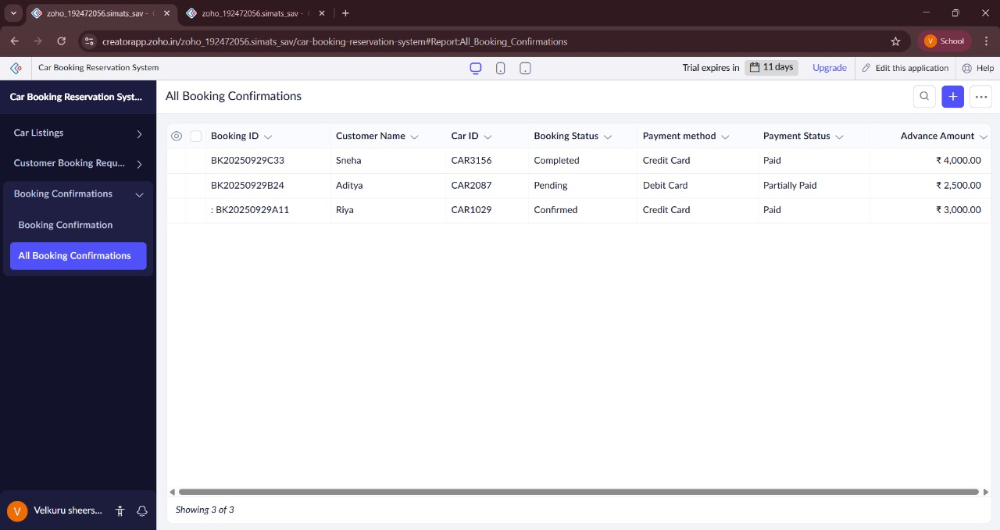 zoho_192472056.simats_sav - zoho_192472056.simats_sav -
creatorapp.zoho.in/zoho_192472056.simats_sav/car-booking-reservation-system#Report:All_Booking_Confirmations
V School
Car Booking Reservation System Trial expires in 11 days Upgrade Edit this application Help
Car Booking Reservation Syst...
Car Listings
Customer Booking Requ...
Booking Confirmations
Booking Confirmation
All Booking Confirmations
V Velkuru sheers...
All Booking Confirmations
Booking ID Customer Name Car ID Booking Status Payment method Payment Status Advance Amount
BK20250929C33 Sneha CAR3156 Completed Credit Card Paid ₹ 4,000.00
BK20250929B24 Aditya CAR2087 Pending Debit Card Partially Paid ₹ 2,500.00
: BK20250929A11 Riya CAR1029 Confirmed Credit Card Paid ₹ 3,000.00
Showing 3 of 3